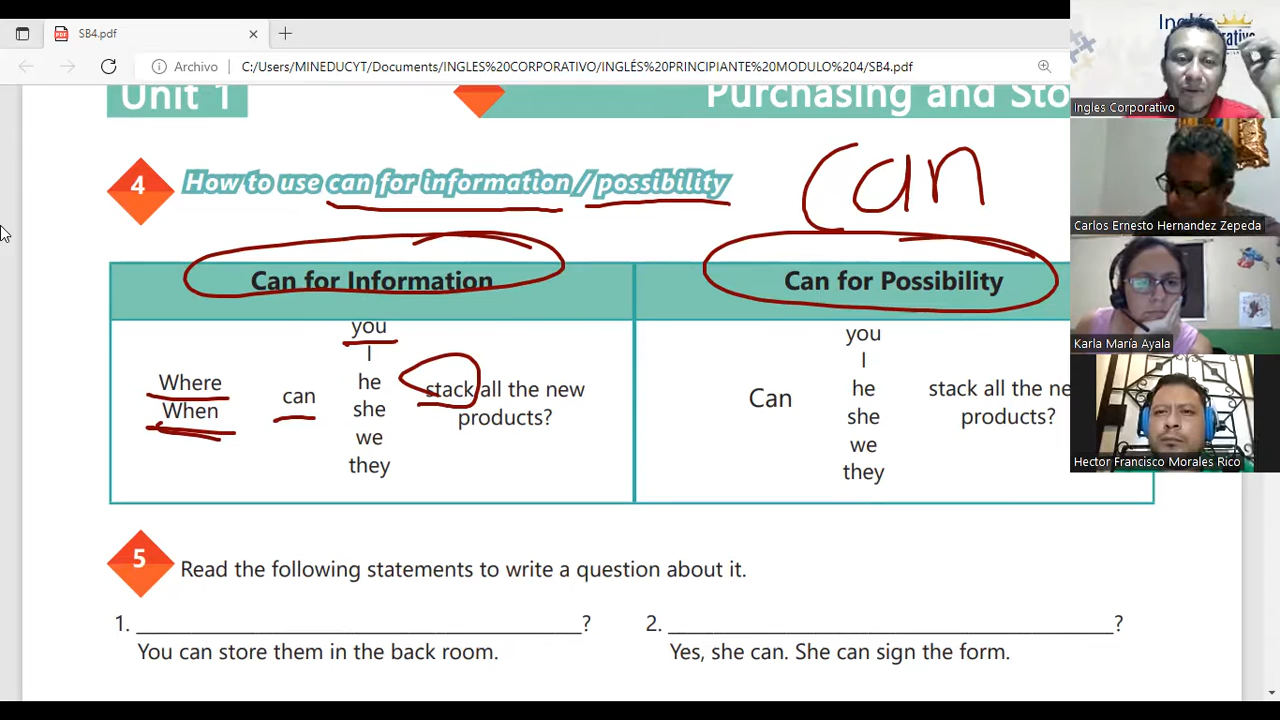 SB4.pdf
Archivo
C:/Users/MINEDUCYT/Documents/INGLES%20CORPORATIVO/INGLÉS%20PRINCIPIANTE%20MODULO%204/SB4.pdf
Unit 1
Purchasing and Sto
4
How to use can for information / possibility
can
Can for Information
Can for Possibility
Where
When
can
you
I
he
she
we
they
stack all the new
products?
Can
you
I
he
she
we
they
stack all the ne
products?
5
Read the following statements to write a question about it.
1. ______________________________?
You can store them in the back room.
2. ______________________________?
Yes, she can. She can sign the form.
Inglés
Ingles Corporativo
Carlos Ernesto Hernandez Zepeda
Karla María Ayala
Hector Francisco Morales Rico